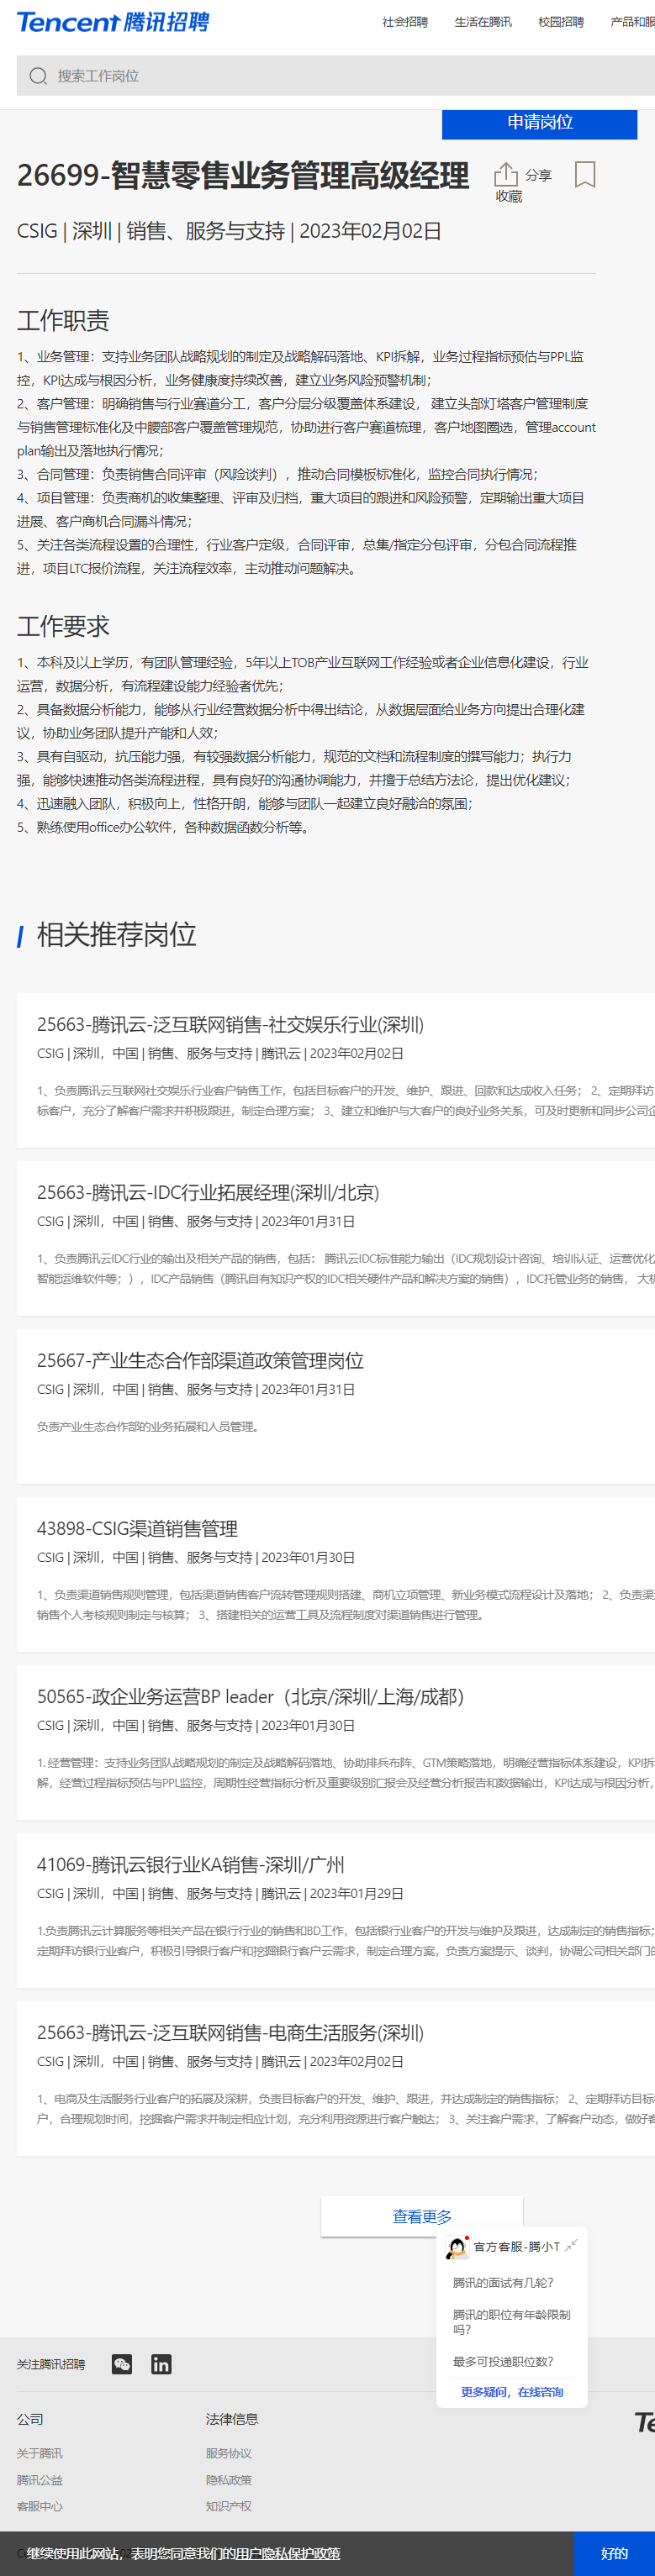 Tencent 腾讯招聘
社会招聘 生活在腾讯 校园招聘 产品和服
搜索工作岗位
申请岗位
26699-智慧零售业务管理高级经理
分享
收藏
CSIG | 深圳 | 销售、服务与支持 | 2023年02月02日
工作职责
1、业务管理：支持业务团队战略规划的制定及战略解码落地、KPI拆解，业务过程指标预估与PPL监
控，KPI达成与根因分析，业务健康度持续改善，建立业务风险预警机制；
2、客户管理：明确销售与行业赛道分工，客户分层分级覆盖体系建设， 建立头部灯塔客户管理制度
与销售管理标准化及中腰部客户覆盖管理规范，协助进行客户赛道梳理，客户地图圈选，管理account
plan输出及落地执行情况；
3、合同管理：负责销售合同评审（风险谈判），推动合同模板标准化，监控合同执行情况；
4、项目管理：负责商机的收集整理、评审及归档，重大项目的跟进和风险预警，定期输出重大项目
进展、客户商机合同漏斗情况；
5、关注各类流程设置的合理性，行业客户定级，合同评审，总集/指定分包评审，分包合同流程推
进，项目LTC报价流程，关注流程效率，主动推动问题解决。
工作要求
1、本科及以上学历，有团队管理经验，5年以上TOB产业互联网工作经验或者企业信息化建设，行业
运营，数据分析，有流程建设能力经验者优先；
2、具备数据分析能力，能够从行业经营数据分析中得出结论，从数据层面给业务方向提出合理化建
议，协助业务团队提升产能和人效；
3、具有自驱动，抗压能力强，有较强数据分析能力，规范的文档和流程制度的撰写能力；执行力
强，能够快速推动各类流程进程，具有良好的沟通协调能力，并擅于总结方法论，提出优化建议；
4、迅速融入团队，积极向上，性格开朗，能够与团队一起建立良好融洽的氛围；
5、熟练使用office办公软件，各种数据函数分析等。
相关推荐岗位
25663-腾讯云-泛互联网销售-社交娱乐行业(深圳)
CSIG | 深圳，中国 | 销售、服务与支持 | 腾讯云 | 2023年02月02日
1、负责腾讯云互联网社交娱乐行业客户销售工作，包括目标客户的开发、维护、跟进、回款和达成收入任务； 2、定期拜访
标客户，充分了解客户需求并积极跟进，制定合理方案； 3、建立和维护与大客户的良好业务关系，可及时更新和同步公司企
25663-腾讯云-IDC行业拓展经理(深圳/北京)
CSIG | 深圳，中国 | 销售、服务与支持 | 2023年01月31日
1、负责腾讯云IDC行业的输出及相关产品的销售，包括： 腾讯云IDC标准能力输出（IDC规划设计咨询、培训认证、运营优化
智能运维软件等；），IDC产品销售（腾讯自有知识产权的IDC相关硬件产品和解决方案的销售），IDC托管业务的销售， 大机
25667-产业生态合作部渠道政策管理岗位
CSIG | 深圳，中国 | 销售、服务与支持 | 2023年01月31日
负责产业生态合作部的业务拓展和人员管理。
43898-CSIG渠道销售管理
CSIG | 深圳，中国 | 销售、服务与支持 | 2023年01月30日
1、负责渠道销售规则管理，包括渠道销售客户流转管理规则搭建、商机立项管理、新业务模式流程设计及落地； 2、负责渠
销售个人考核规则制定与核算； 3、搭建相关的运营工具及流程制度对渠道销售进行管理。
50565-政企业务运营BP leader（北京/深圳/上海/成都）
CSIG | 深圳，中国 | 销售、服务与支持 | 2023年01月30日
1. 经营管理：支持业务团队战略规划的制定及战略解码落地、协助排兵布阵、GTM策略落地，明确经营指标体系建设，KPI拆
解，经营过程指标预估与PPL监控，周期性经营指标分析及重要级别汇报会及经营分析报告和数据输出，KPI达成与根因分析，
41069-腾讯云银行业KA销售-深圳/广州
CSIG | 深圳，中国 | 销售、服务与支持 | 腾讯云 | 2023年01月29日
1.负责腾讯云计算服务等相关产品在银行行业的销售和BD工作，包括银行业客户的开发与维护及跟进，达成制定的销售指标；
定期拜访银行业客户，积极引导银行客户和挖掘银行客户云需求，制定合理方案，负责方案提示、谈判，协调公司相关部门的
25663-腾讯云-泛互联网销售-电商生活服务(深圳)
CSIG | 深圳，中国 | 销售、服务与支持 | 腾讯云 | 2023年02月02日
1、电商及生活服务行业客户的拓展及深耕，负责目标客户的开发、维护、跟进，并达成制定的销售指标； 2、定期拜访目标
户，合理规划时间，挖掘客户需求并制定相应计划，充分利用资源进行客户触达； 3、关注客户需求，了解客户动态，做好客
查看更多
官方客服-腾小T
腾讯的面试有几轮？
腾讯的职位有年龄限制
吗？
最多可投递职位数？
更多疑问，在线咨询
关注腾讯招聘
公司 法律信息
关于腾讯 服务协议
腾讯公益 隐私政策
客服中心 知识产权
继续使用此网站，表明您同意我们的用户隐私保护政策
好的